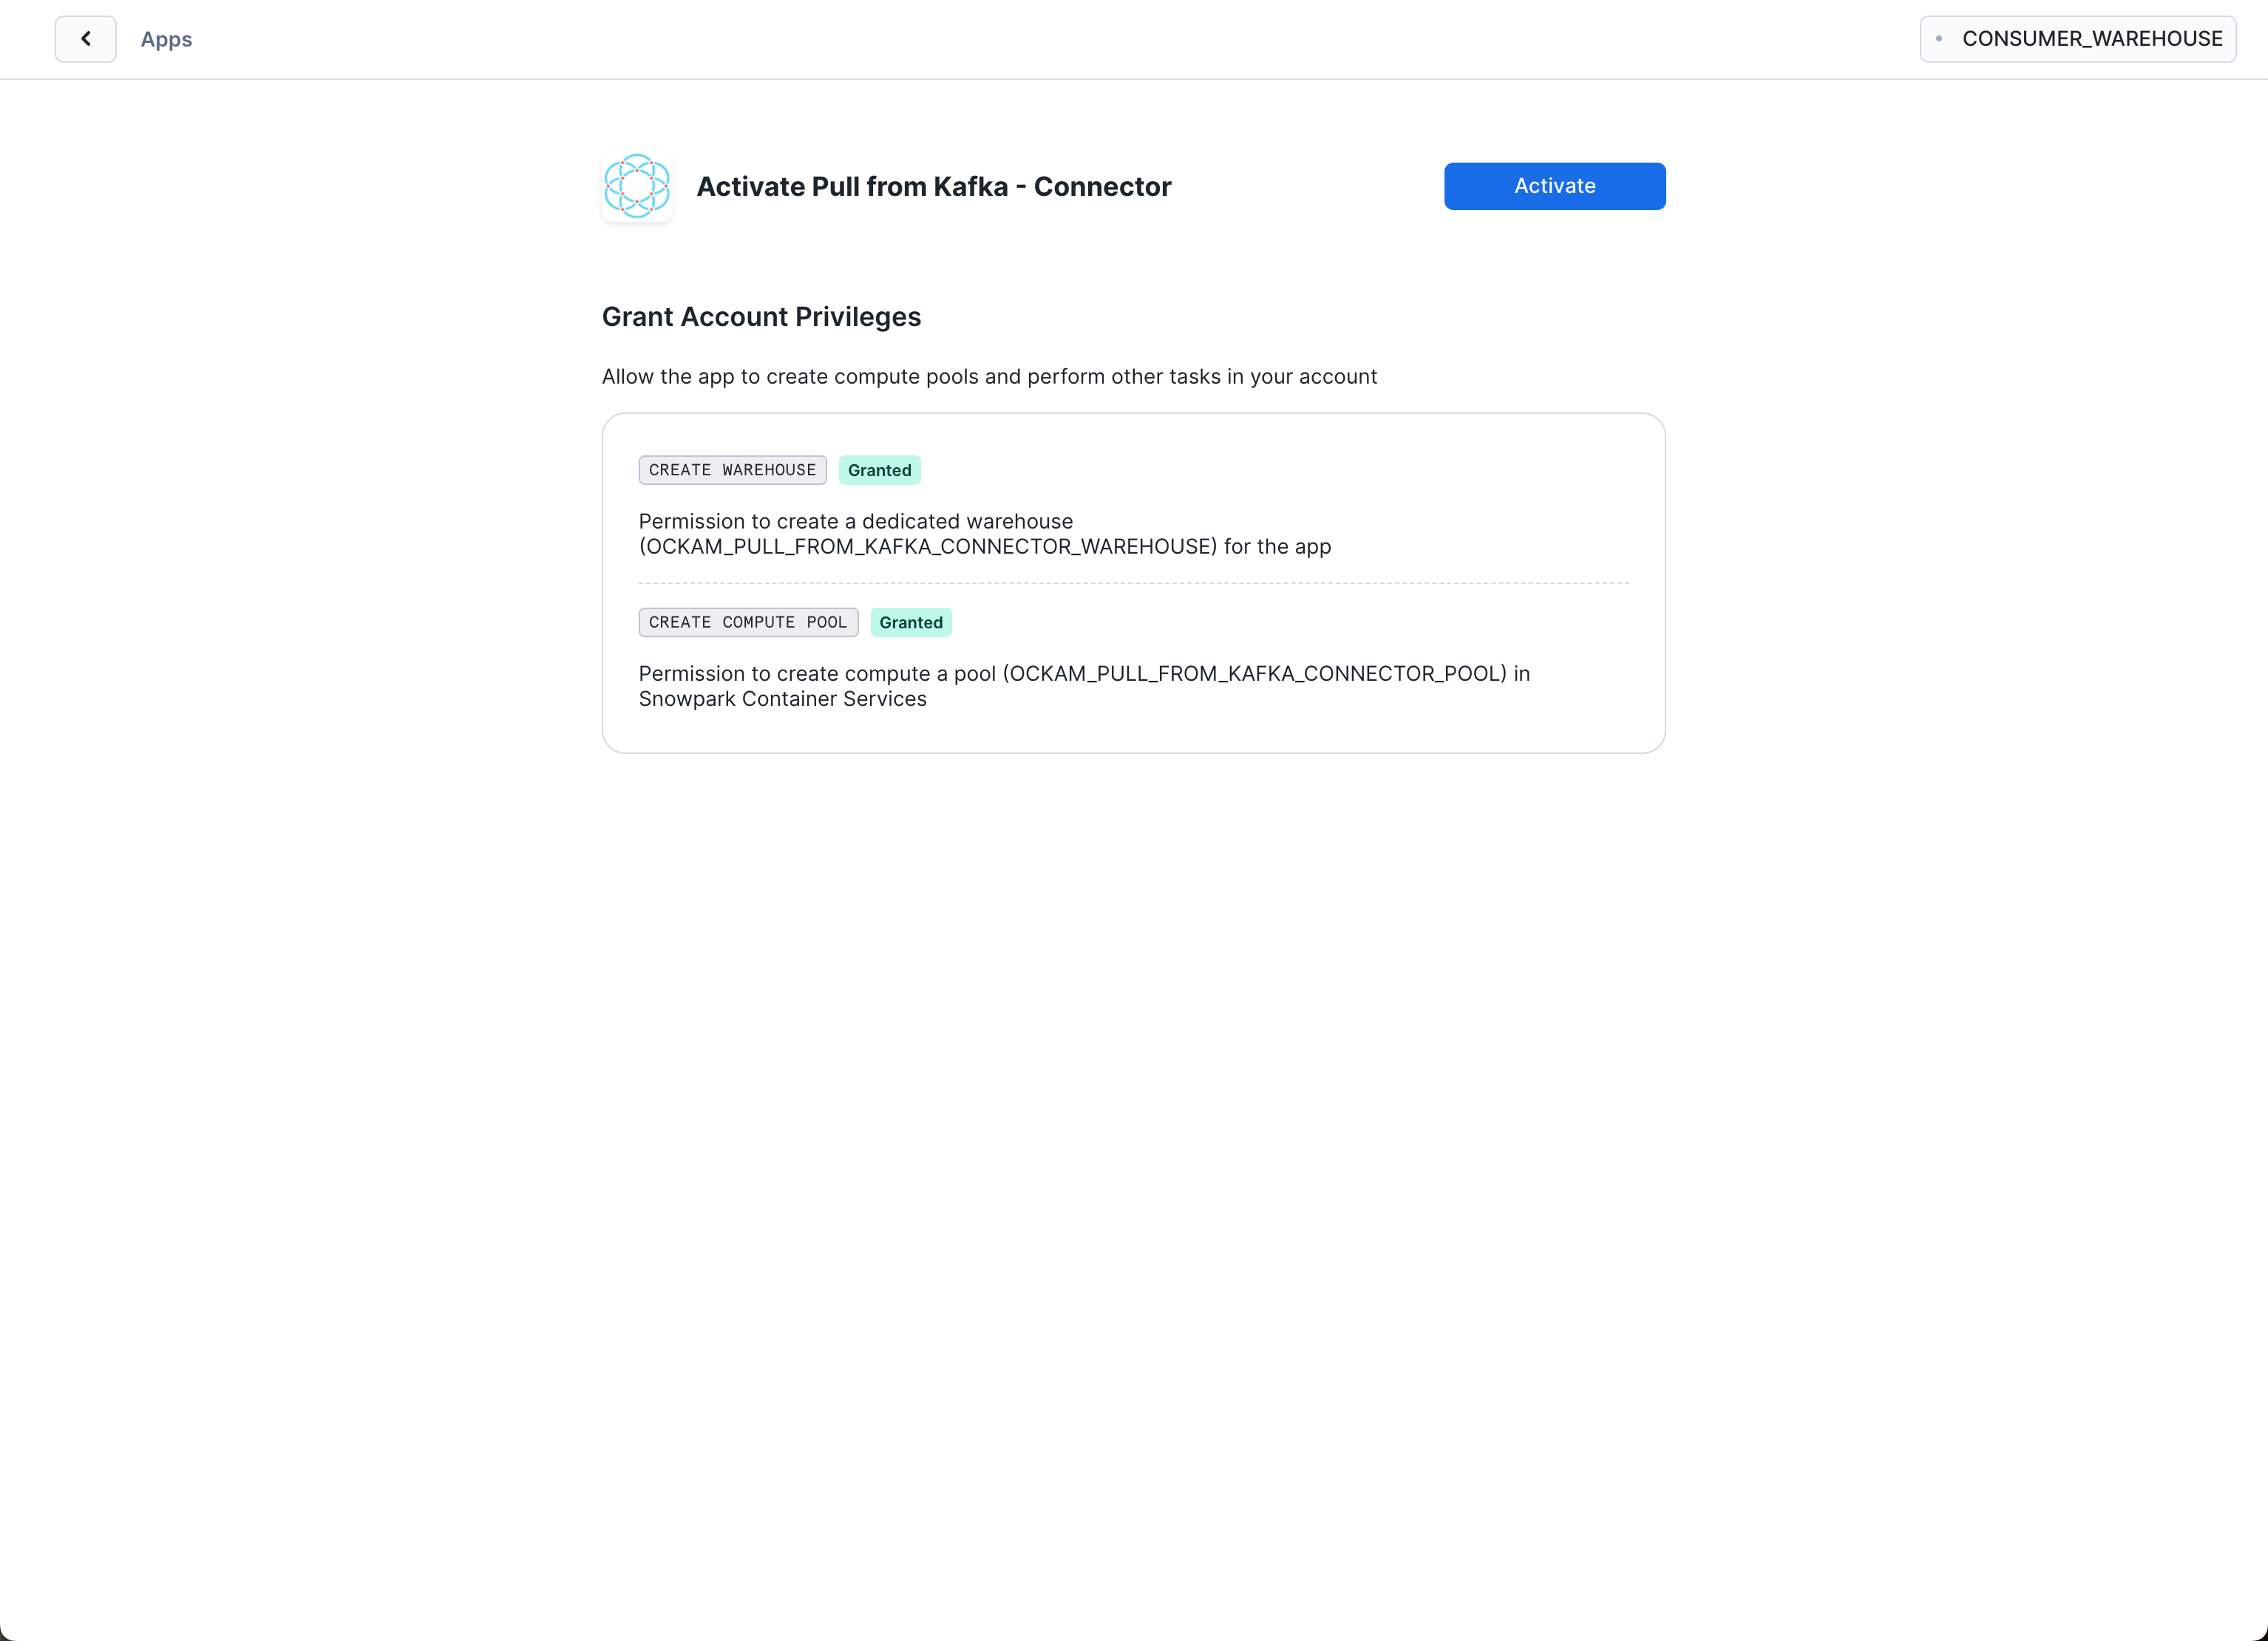 Apps
CONSUMER_WAREHOUSE
Activate Pull from Kafka - Connector
Activate
Grant Account Privileges
Allow the app to create compute pools and perform other tasks in your account
CREATE WAREHOUSE Granted
Permission to create a dedicated warehouse
(OCKAM_PULL_FROM_KAFKA_CONNECTOR_WAREHOUSE) for the app
CREATE COMPUTE POOL Granted
Permission to create compute a pool (OCKAM_PULL_FROM_KAFKA_CONNECTOR_POOL) in
Snowpark Container Services